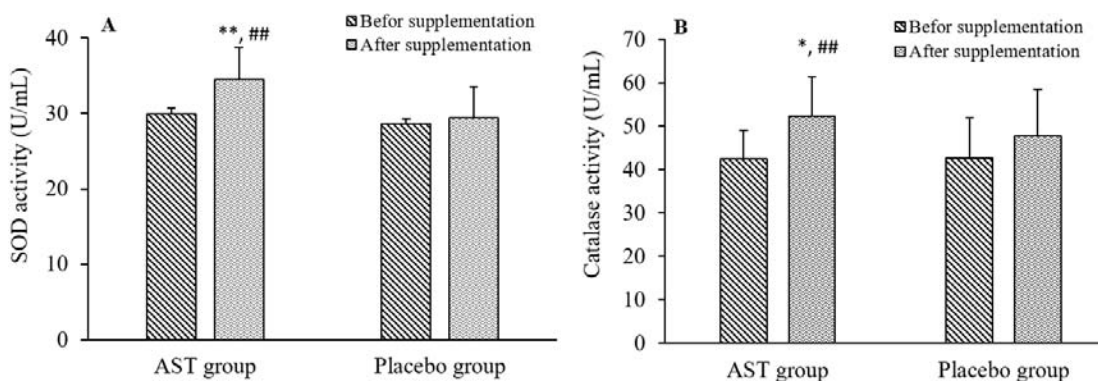 A
Befor supplementation
After supplementation
**, ##
SOD activity (U/mL)
40
30
20
10
0
AST group
Placebo group
B
Befor supplementation
After supplementation
*, ##
Catalase activity (U/mL)
70
60
50
40
30
20
10
0
AST group
Placebo group